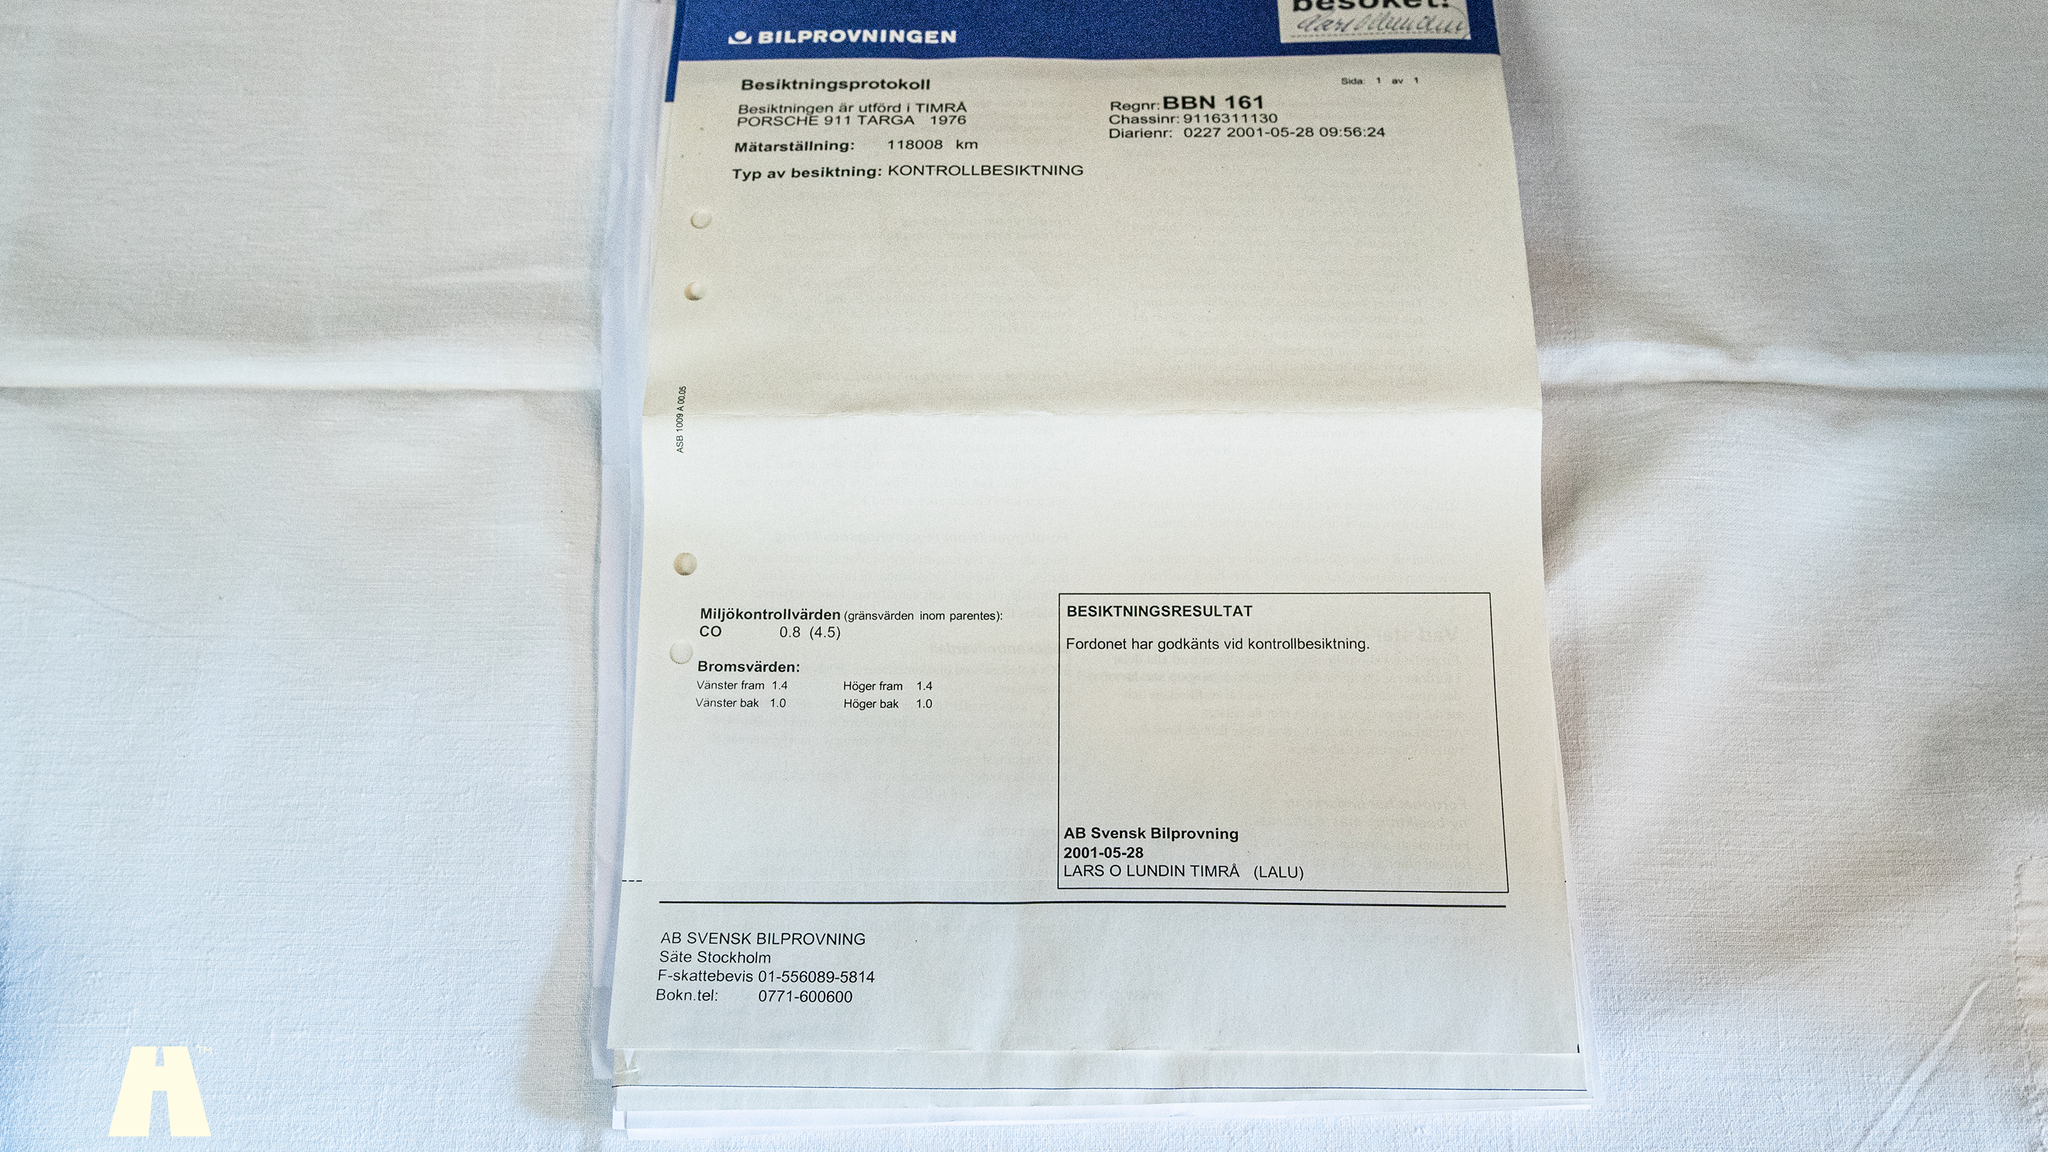 besöket!
BILPROVNINGEN
Besiktningsprotokoll
Sida: 1 av 1
Besiktningen är utförd i TIMRÅ
PORSCHE 911 TARGA 1976
Regnr: BBN 161
Chassinr: 9116311130
Diarienr: 0227 2001-05-28 09:56:24
Mätarställning: 118008 km
Typ av besiktning: KONTROLLBESIKTNING
ASB 1009 A 00.05
Miljökontrollvärden (gränsvärden inom parentes):
CO 0.8 (4.5)
Bromsvärden:
Vänster fram 1.4 Höger fram 1.4
Vänster bak 1.0 Höger bak 1.0
BESIKTNINGSRESULTAT
Fordonet har godkänts vid kontrollbesiktning.
AB Svensk Bilprovning
2001-05-28
LARS O LUNDIN TIMRÅ (LALU)
AB SVENSK BILPROVNING
Säte Stockholm
F-skattebevis 01-556089-5814
Bokn.tel: 0771-600600
H™